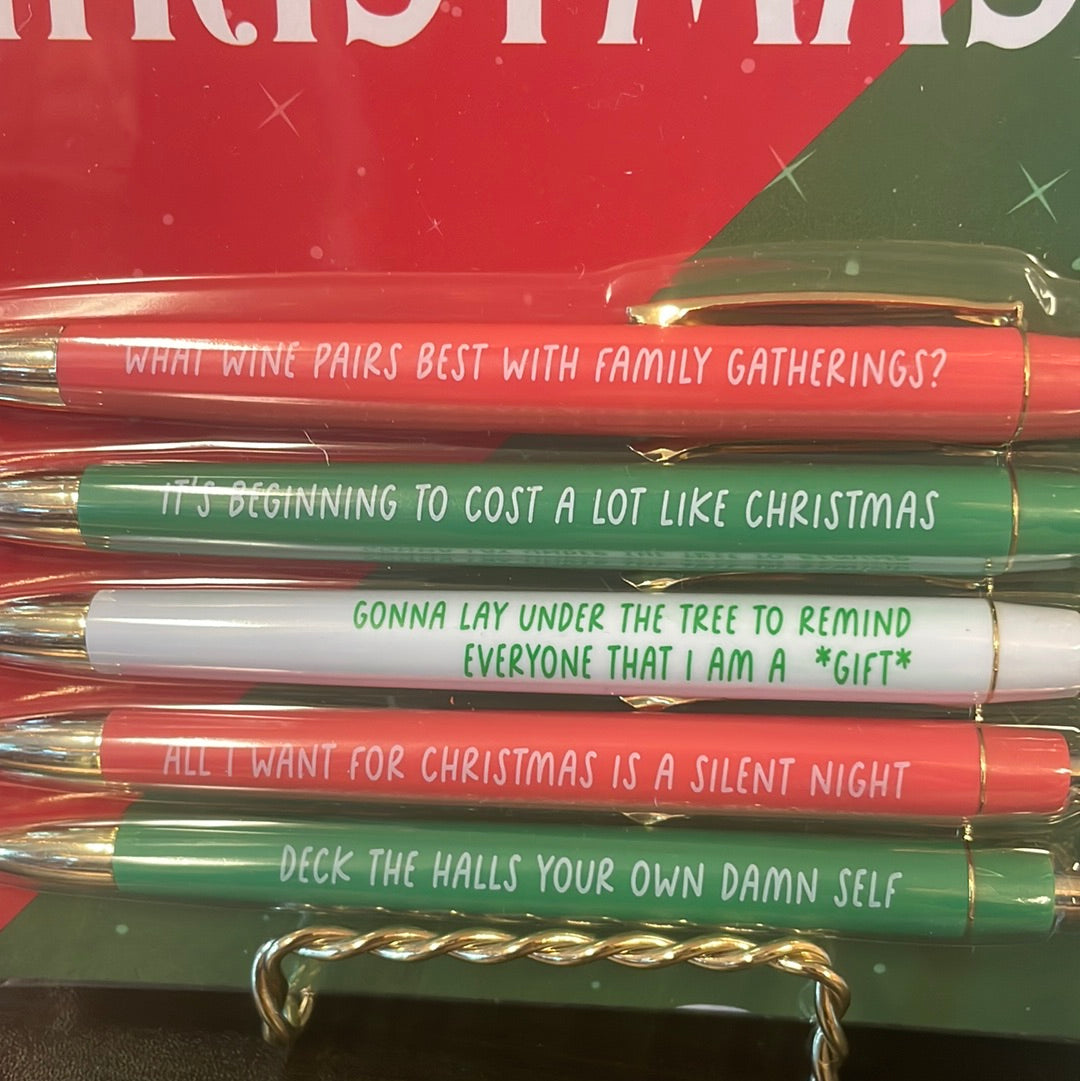 CHRISTMAS
WHAT WINE PAIRS BEST WITH FAMILY GATHERINGS?
IT'S BEGINNING TO COST A LOT LIKE CHRISTMAS
GONNA LAY UNDER THE TREE TO REMIND
EVERYONE THAT I AM A *GIFT*
ALL I WANT FOR CHRISTMAS IS A SILENT NIGHT
DECK THE HALLS YOUR OWN DAMN SELF